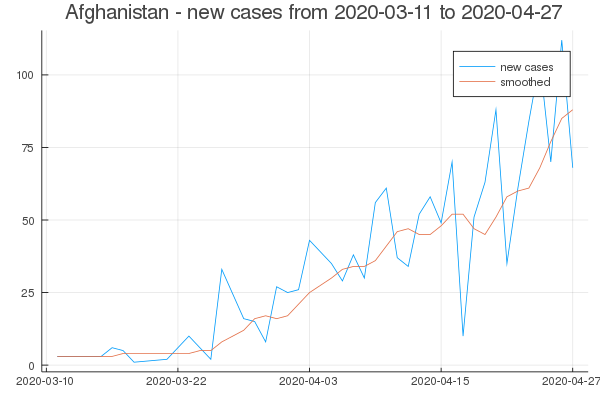 Afghanistan - new cases from 2020-03-11 to 2020-04-27
new cases
smoothed
100
75
50
25
0
2020-03-10 2020-03-22 2020-04-03 2020-04-15 2020-04-27